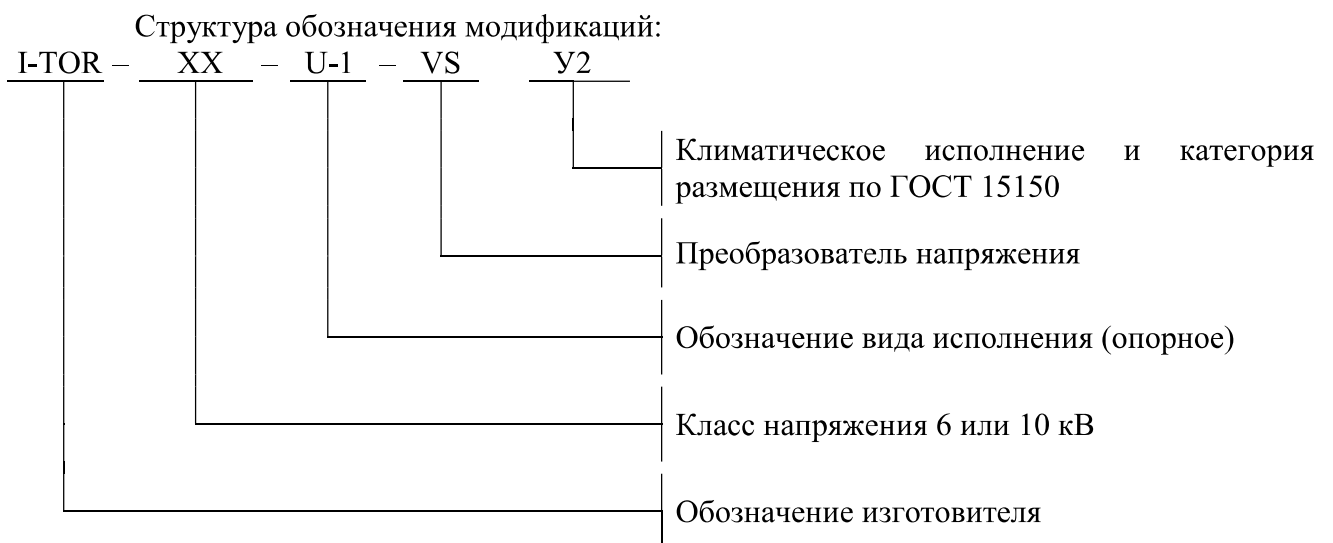 Структура обозначения модификаций:
I-TOR – XX – U-1 – VS У2
Климатическое исполнение и категория
размещения по ГОСТ 15150
Преобразователь напряжения
Обозначение вида исполнения (опорное)
Класс напряжения 6 или 10 кВ
Обозначение изготовителя